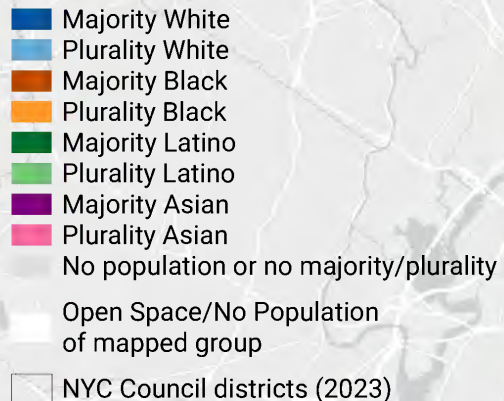 Majority White
Plurality White
Majority Black
Plurality Black
Majority Latino
Plurality Latino
Majority Asian
Plurality Asian
No population or no majority/plurality
Open Space/No Population
of mapped group
NYC Council districts (2023)